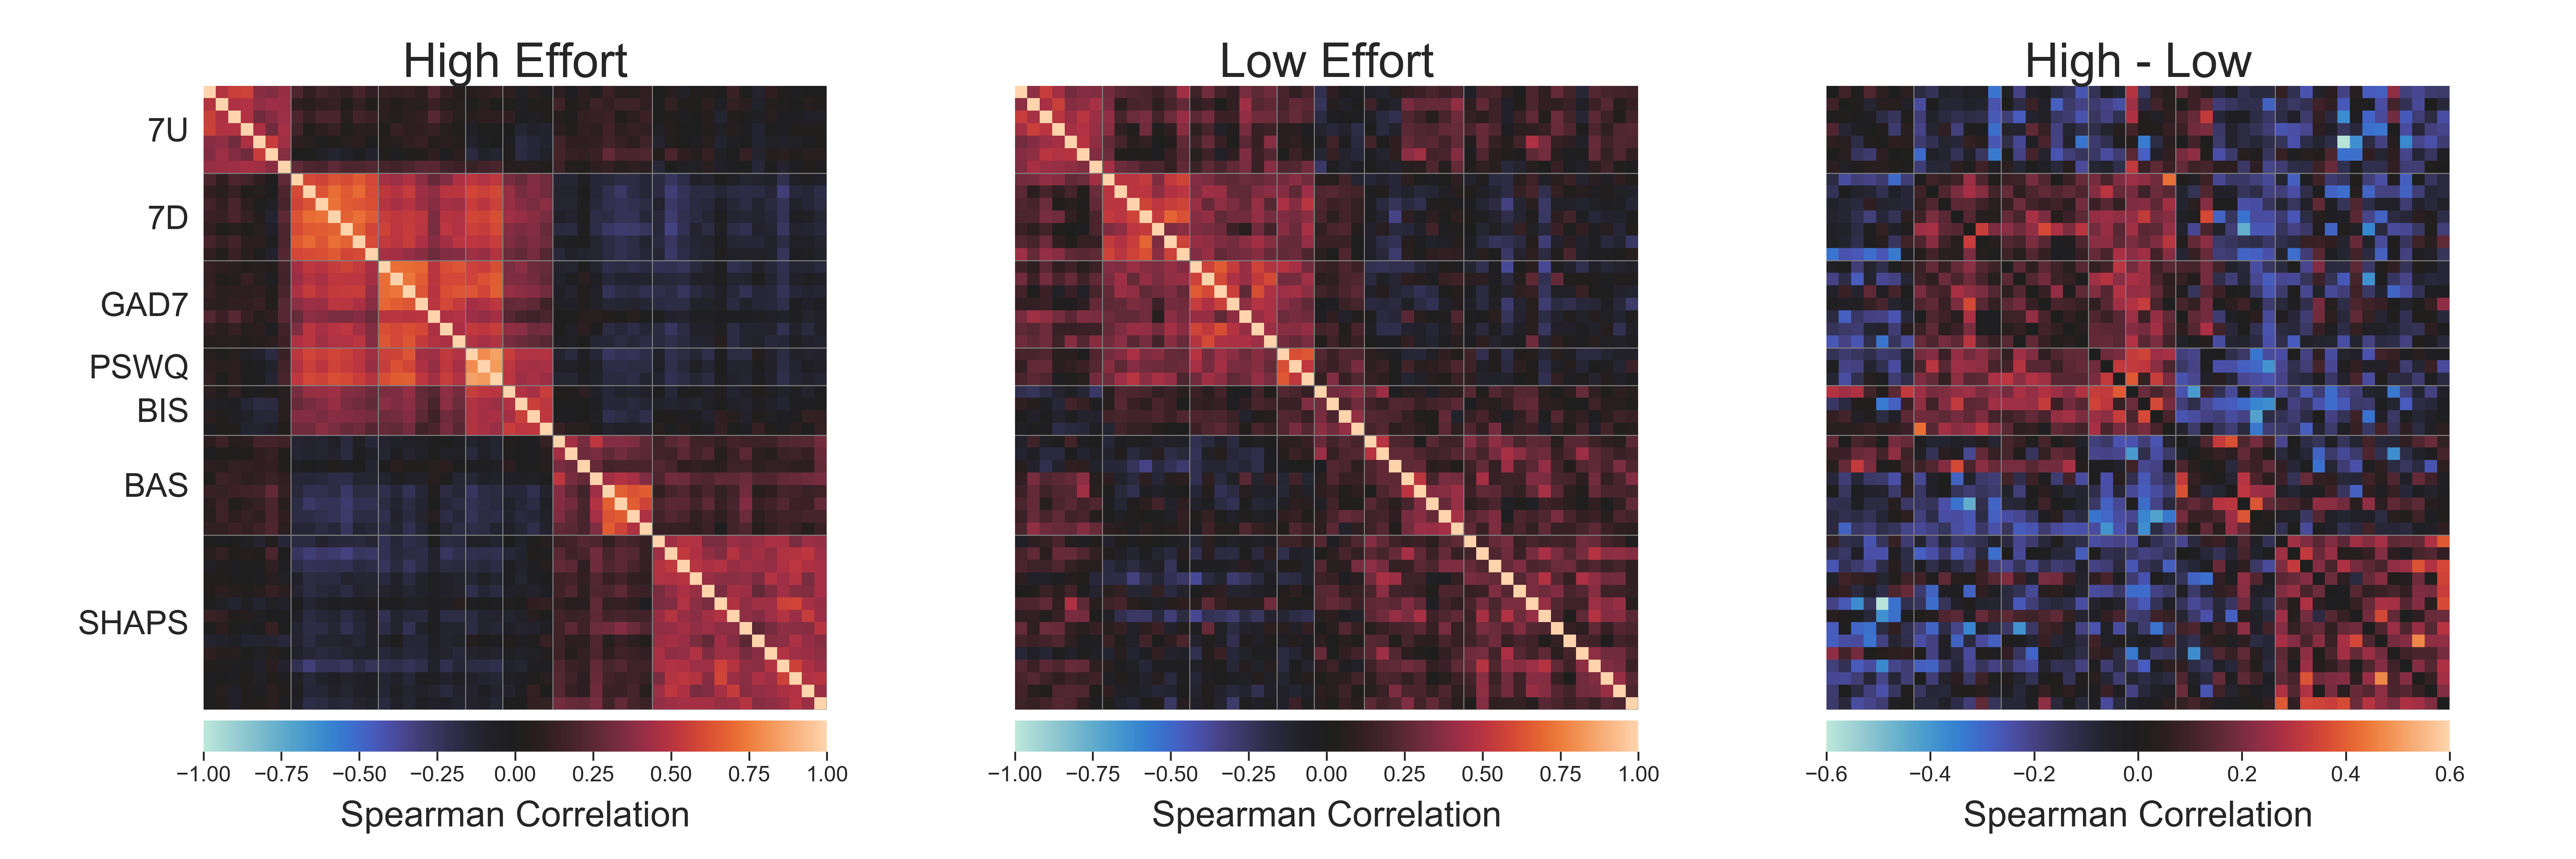 High Effort
Low Effort
High - Low
7U
7D
GAD7
PSWQ
BIS
BAS
SHAPS
−1.00 −0.75 −0.50 −0.25 0.00 0.25 0.50 0.75 1.00
−1.00 −0.75 −0.50 −0.25 0.00 0.25 0.50 0.75 1.00
−0.6 −0.4 −0.2 0.0 0.2 0.4 0.6
Spearman Correlation
Spearman Correlation
Spearman Correlation